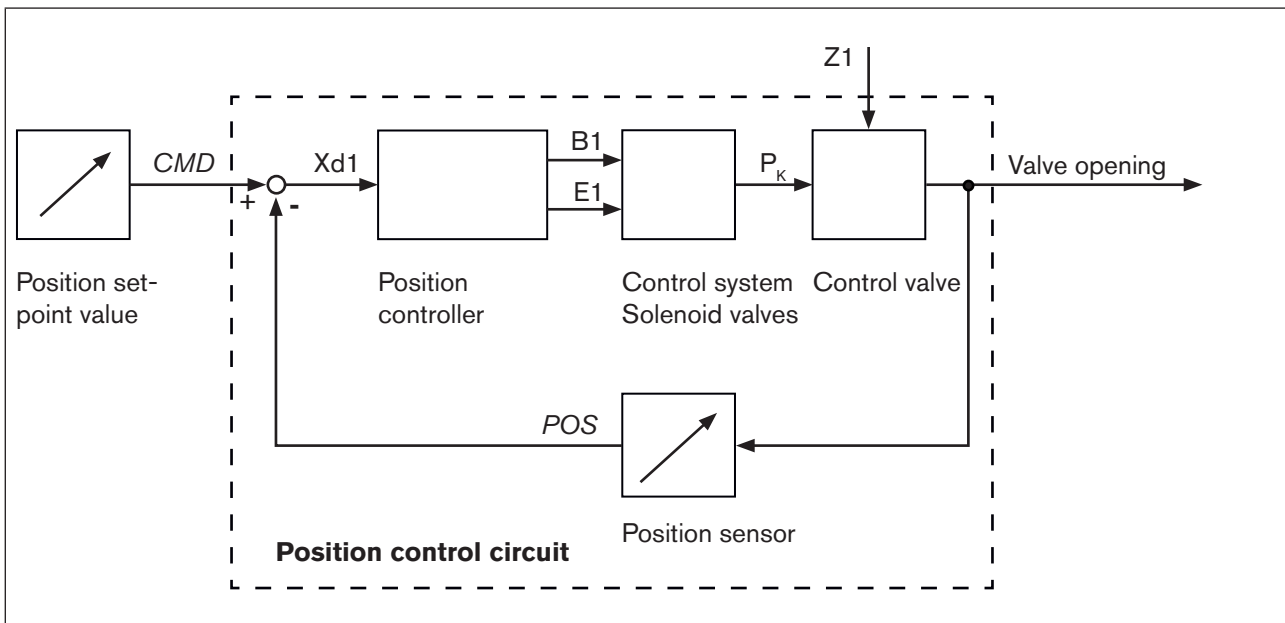 Z1
B1
CMD
Xd1
P_K
Valve opening
+
-
E1
Position set-
point value
Position
controller
Control system
Solenoid valves
Control valve
POS
Position sensor
Position control circuit